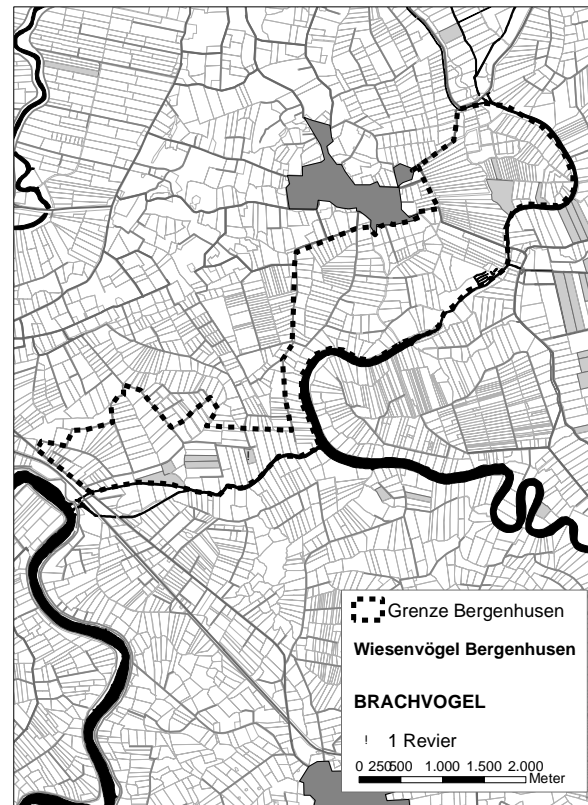 Grenze Bergenhusen
Wiesenvögel Bergenhusen
BRACHVOGEL
! 1 Revier
0 250500 1.000 1.500 2.000
Meter